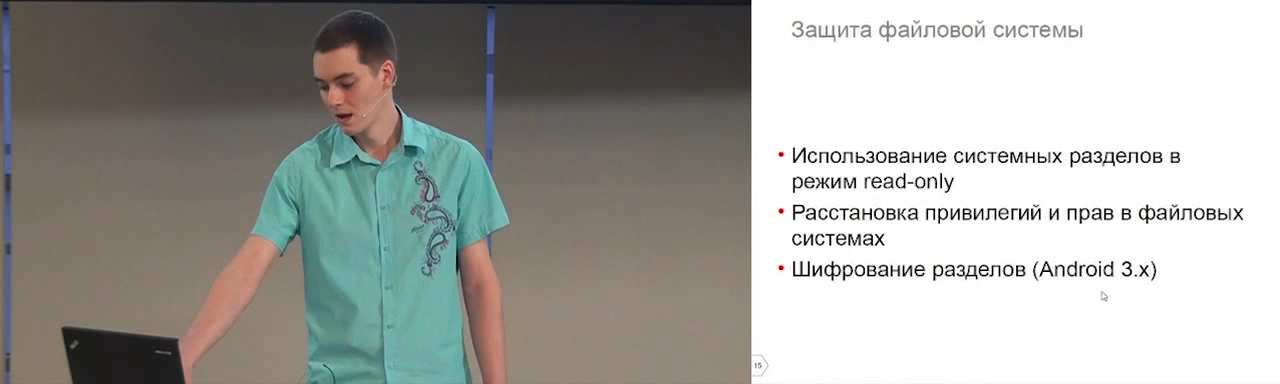 Защита файловой системы
• Использование системных разделов в
режим read-only
• Расстановка привилегий и прав в файловых
системах
• Шифрование разделов (Android 3.x)
15